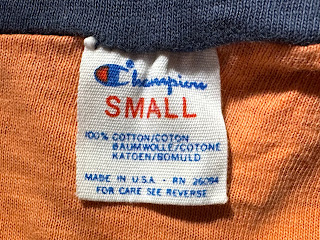 Champion
SMALL
100% COTTON/COTON
BAUMWOLLE/COTONE
KATOEN/BOMULD
MADE IN U.S.A. - RN 26094
FOR CARE SEE REVERSE